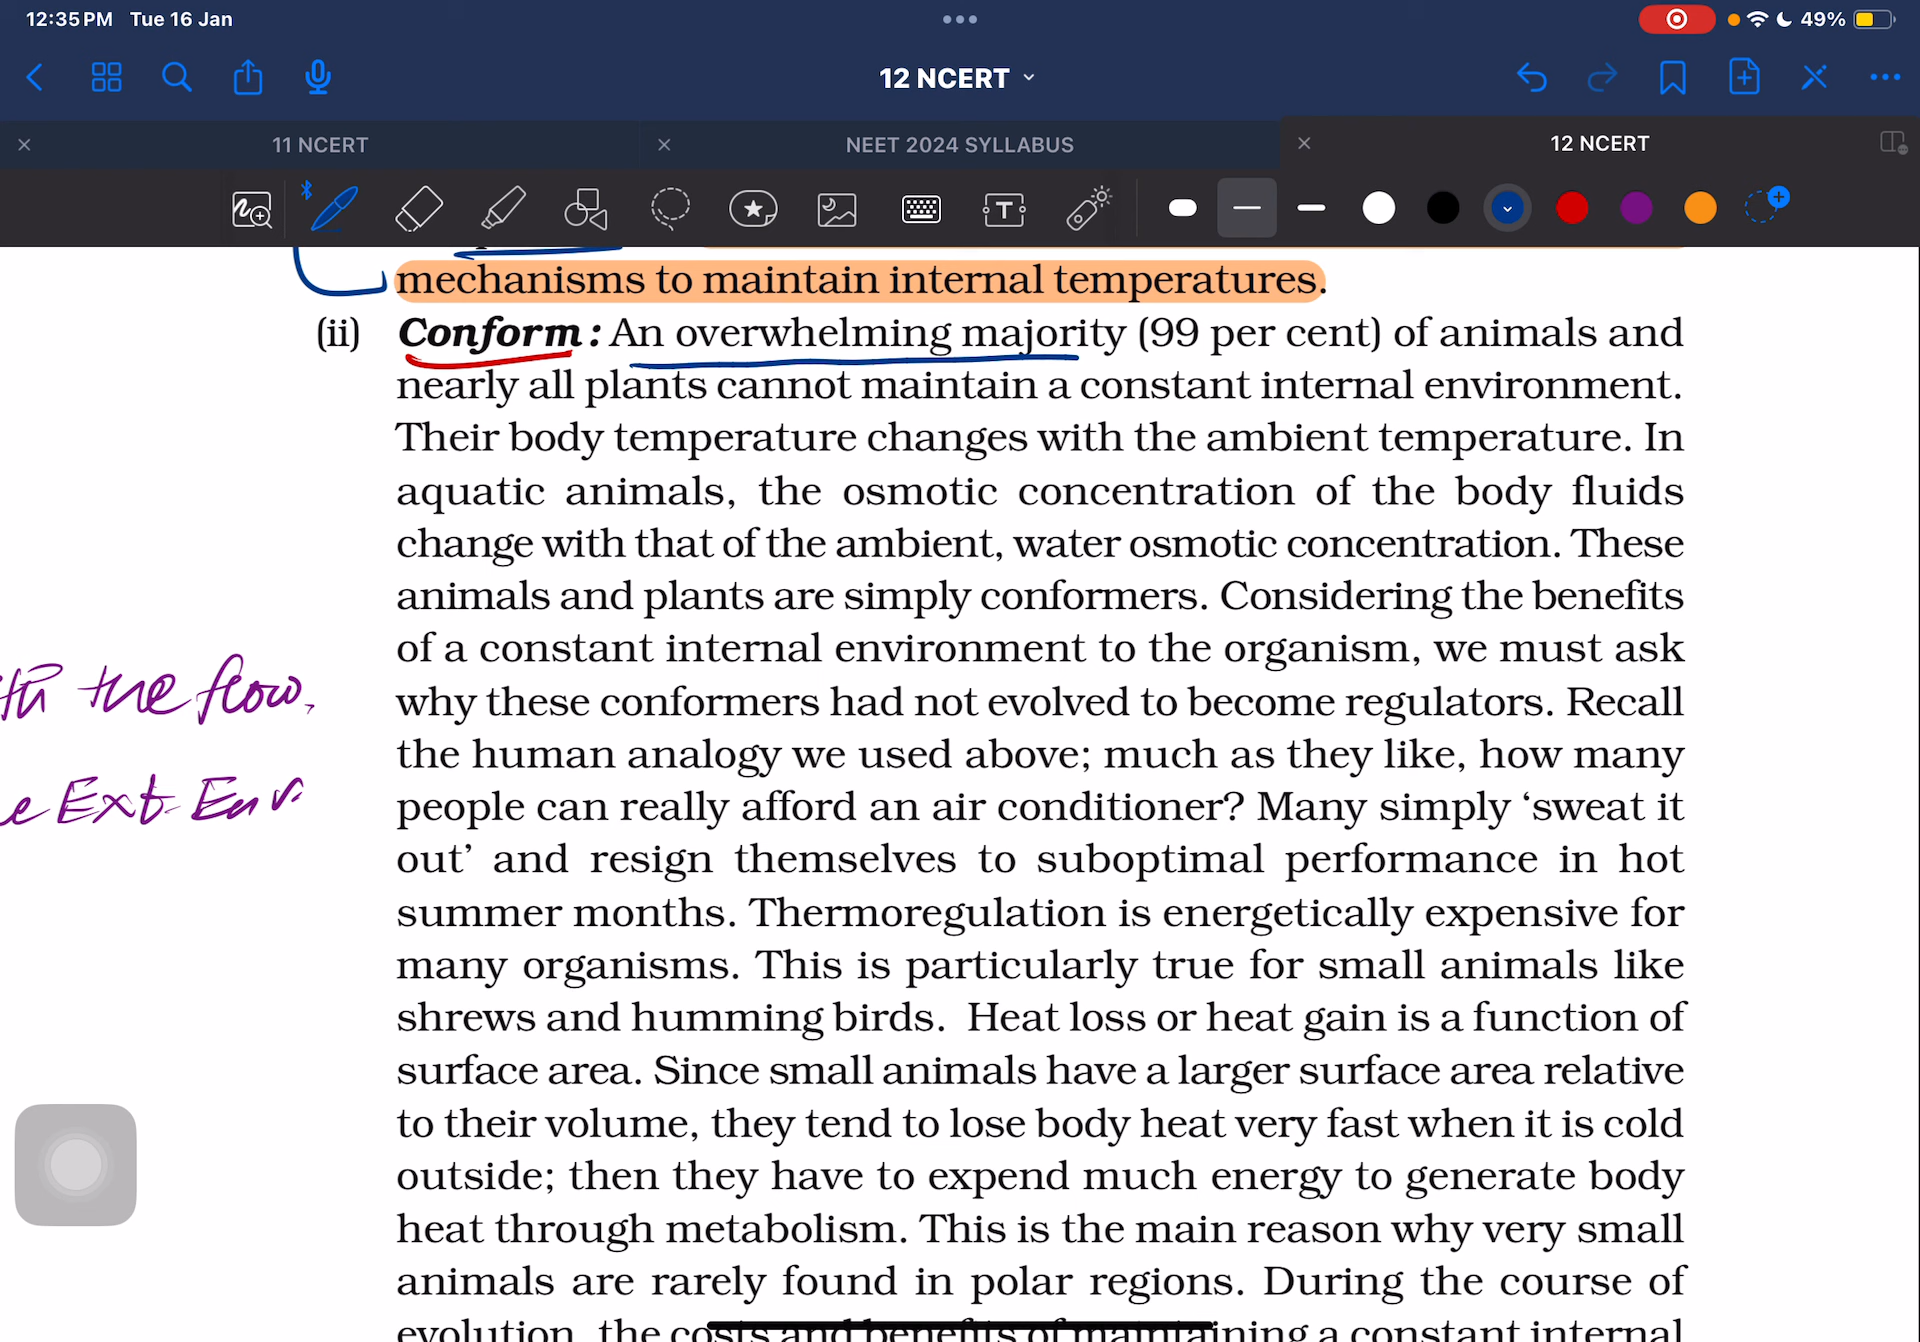 12:35 PM Tue 16 Jan
49%
12 NCERT
11 NCERT
NEET 2024 SYLLABUS
12 NCERT
mechanisms to maintain internal temperatures.
(ii) Conform: An overwhelming majority (99 per cent) of animals and
nearly all plants cannot maintain a constant internal environment.
Their body temperature changes with the ambient temperature. In
aquatic animals, the osmotic concentration of the body fluids
change with that of the ambient, water osmotic concentration. These
animals and plants are simply conformers. Considering the benefits
of a constant internal environment to the organism, we must ask
the flow.
why these conformers had not evolved to become regulators. Recall
the human analogy we used above; much as they like, how many
Ext. Env.
people can really afford an air conditioner? Many simply ‘sweat it
out’ and resign themselves to suboptimal performance in hot
summer months. Thermoregulation is energetically expensive for
many organisms. This is particularly true for small animals like
shrews and humming birds. Heat loss or heat gain is a function of
surface area. Since small animals have a larger surface area relative
to their volume, they tend to lose body heat very fast when it is cold
outside; then they have to expend much energy to generate body
heat through metabolism. This is the main reason why very small
animals are rarely found in polar regions. During the course of
evolution, the costs and benefits of maintaining a constant internal